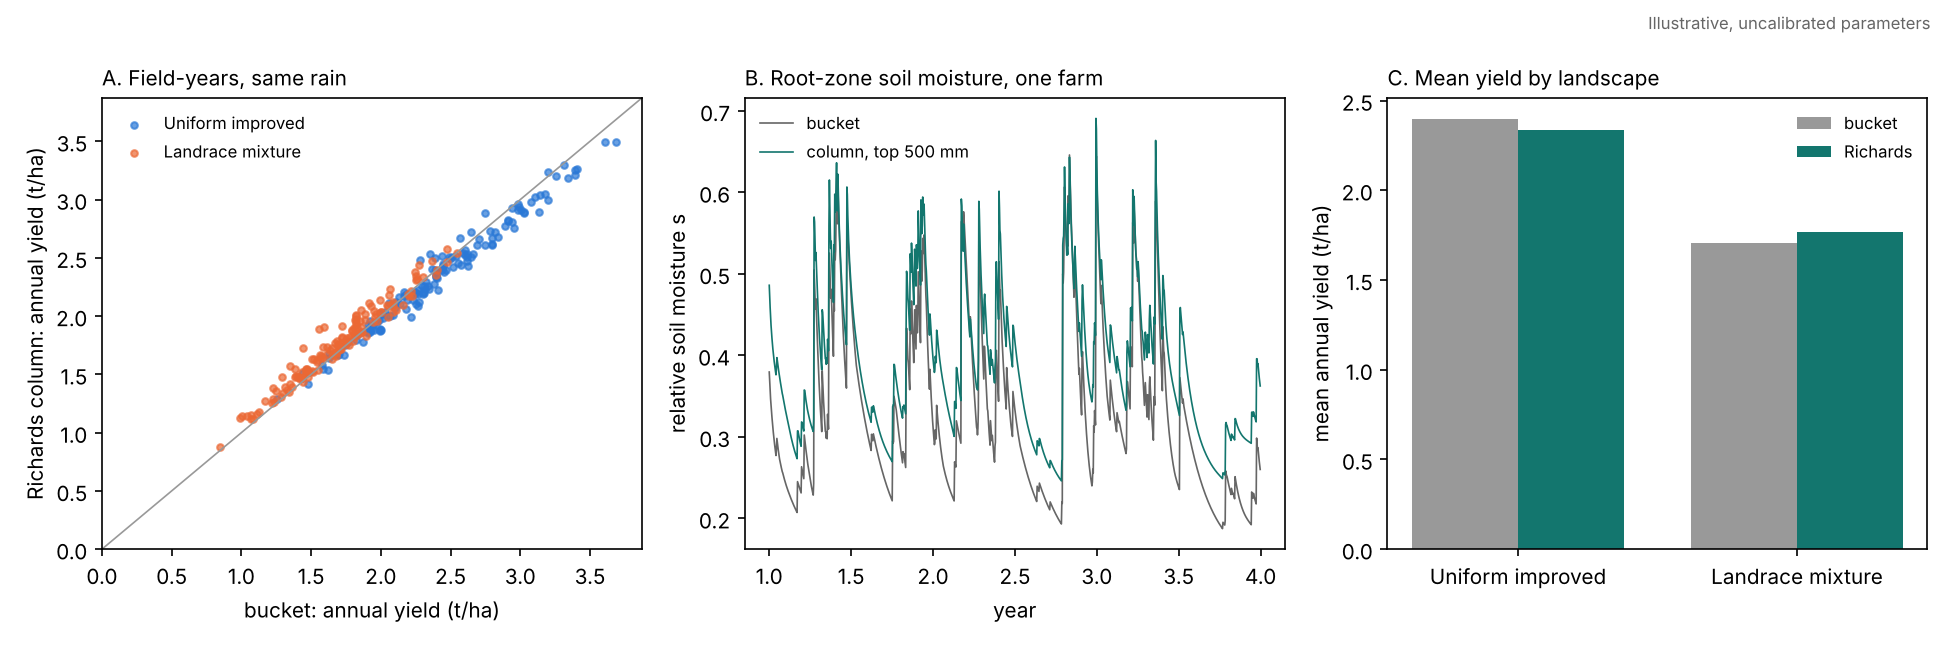 Illustrative, uncalibrated parameters
A. Field-years, same rain
Uniform improved
Landrace mixture
Richards column: annual yield (t/ha)
3.5
3.0
2.5
2.0
1.5
1.0
0.5
0.0
0.0 0.5 1.0 1.5 2.0 2.5 3.0 3.5
bucket: annual yield (t/ha)
B. Root-zone soil moisture, one farm
bucket
column, top 500 mm
relative soil moisture s
0.7
0.6
0.5
0.4
0.3
0.2
1.0 1.5 2.0 2.5 3.0 3.5 4.0
year
C. Mean yield by landscape
bucket
Richards
mean annual yield (t/ha)
2.5
2.0
1.5
1.0
0.5
0.0
Uniform improved Landrace mixture